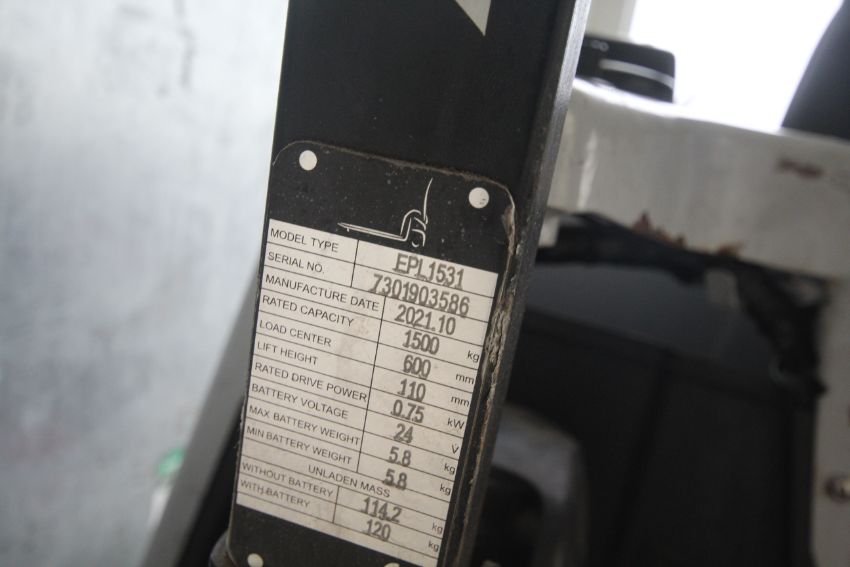 MODEL TYPE EPL1531
SERIAL NO. 7301903586
MANUFACTURE DATE 2021.10
RATED CAPACITY 1500 kg
LOAD CENTER 600 mm
LIFT HEIGHT 110 mm
RATED DRIVE POWER 0.75 kW
BATTERY VOLTAGE 24 V
MAX BATTERY WEIGHT 5.8 kg
MIN BATTERY WEIGHT 5.8 kg
UNLADEN MASS
WITHOUT BATTERY 114.2 kg
WITH BATTERY 120 kg